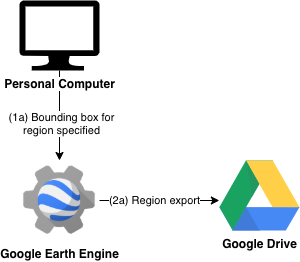 Personal Computer
(1a) Bounding box for
region specified
(2a) Region export
Google Earth Engine
Google Drive